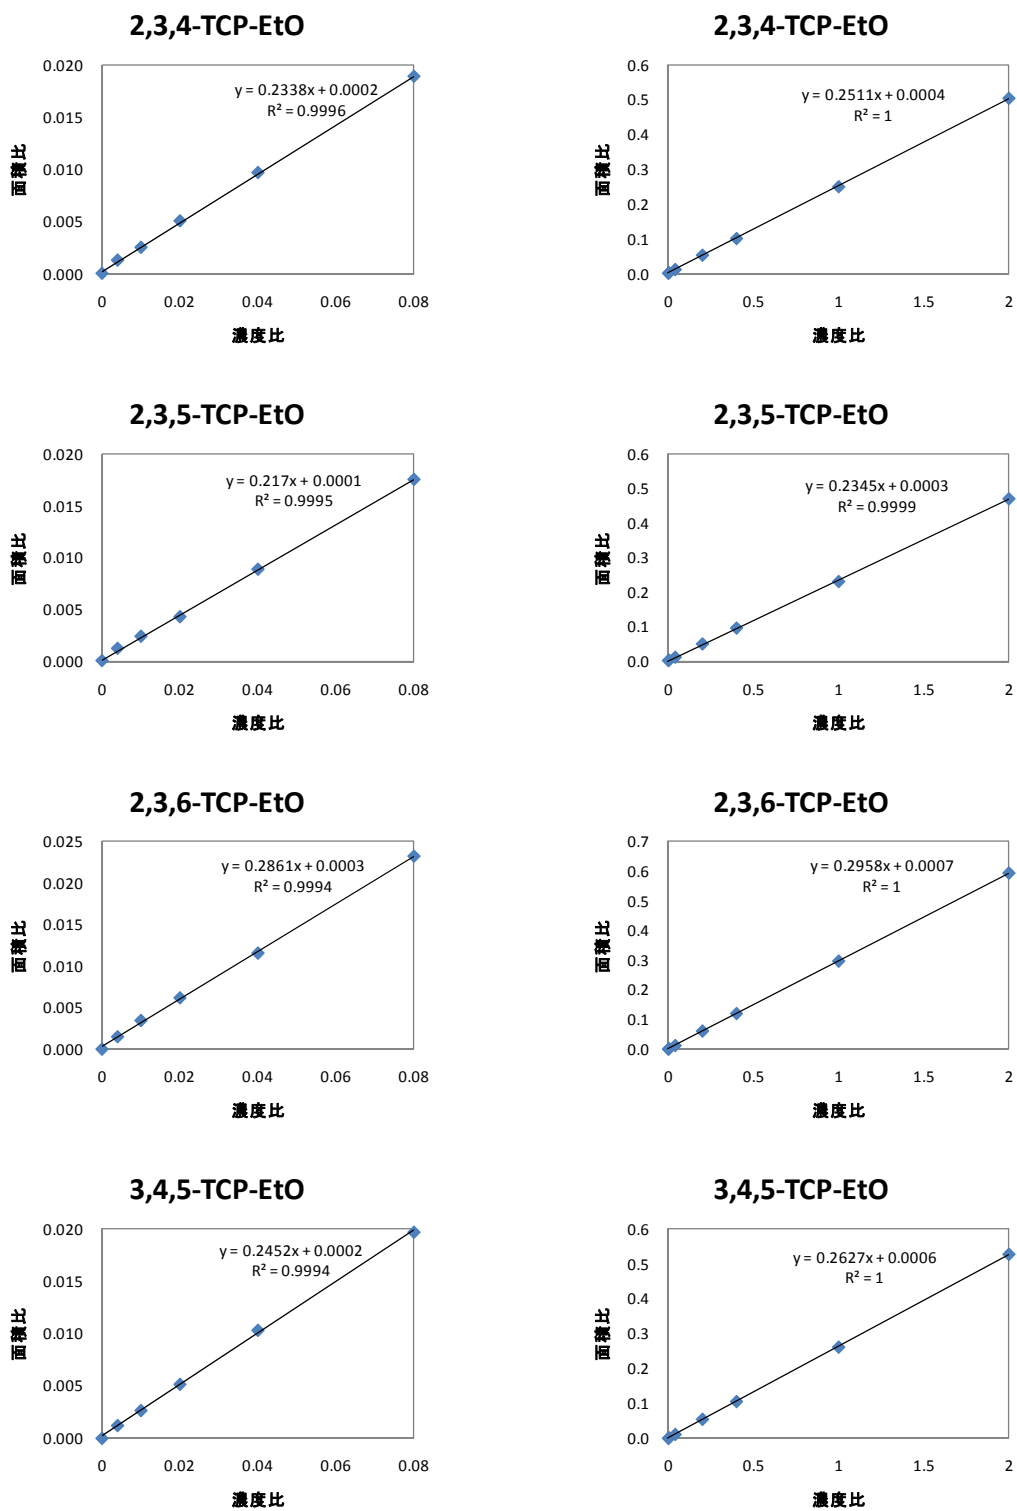 2,3,4-TCP-EtO
面積比
0.020
0.015
0.010
0.005
0.000
y = 0.2338x + 0.0002
R² = 0.9996
0 0.02 0.04 0.06 0.08
濃度比
2,3,4-TCP-EtO
面積比
0.6
0.5
0.4
0.3
0.2
0.1
0.0
y = 0.2511x + 0.0004
R² = 1
0 0.5 1 1.5 2
濃度比
2,3,5-TCP-EtO
面積比
0.020
0.015
0.010
0.005
0.000
y = 0.217x + 0.0001
R² = 0.9995
0 0.02 0.04 0.06 0.08
濃度比
2,3,5-TCP-EtO
面積比
0.6
0.5
0.4
0.3
0.2
0.1
0.0
y = 0.2345x + 0.0003
R² = 0.9999
0 0.5 1 1.5 2
濃度比
2,3,6-TCP-EtO
面積比
0.025
0.020
0.015
0.010
0.005
0.000
y = 0.2861x + 0.0003
R² = 0.9994
0 0.02 0.04 0.06 0.08
濃度比
2,3,6-TCP-EtO
面積比
0.7
0.6
0.5
0.4
0.3
0.2
0.1
0.0
y = 0.2958x + 0.0007
R² = 1
0 0.5 1 1.5 2
濃度比
3,4,5-TCP-EtO
面積比
0.020
0.015
0.010
0.005
0.000
y = 0.2452x + 0.0002
R² = 0.9994
0 0.02 0.04 0.06 0.08
濃度比
3,4,5-TCP-EtO
面積比
0.6
0.5
0.4
0.3
0.2
0.1
0.0
y = 0.2627x + 0.0006
R² = 1
0 0.5 1 1.5 2
濃度比